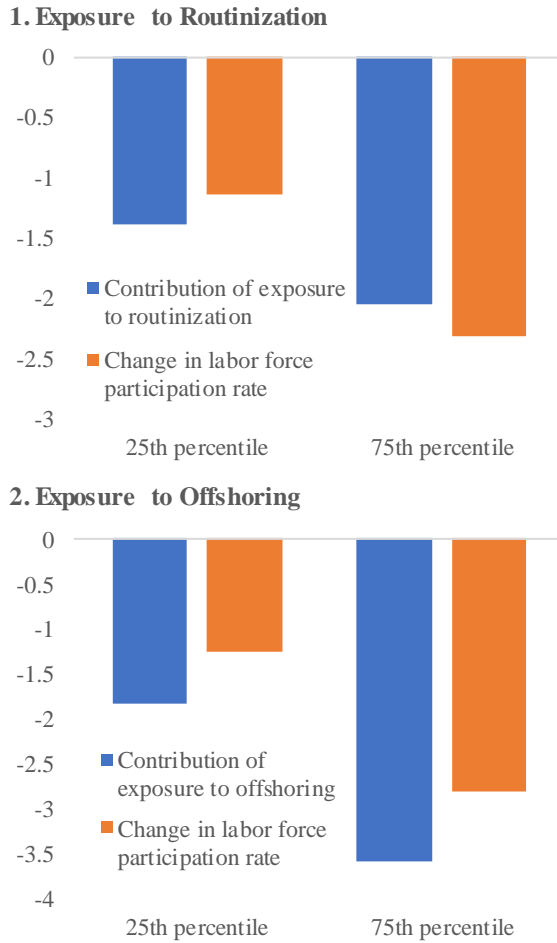 1. Exposure to Routinization
0
-0.5
-1
-1.5
-2
-2.5
-3
Contribution of exposure
to routinization
Change in labor force
participation rate
25th percentile 75th percentile
2. Exposure to Offshoring
0
-0.5
-1
-1.5
-2
-2.5
-3
-3.5
-4
Contribution of
exposure to offshoring
Change in labor force
participation rate
25th percentile 75th percentile